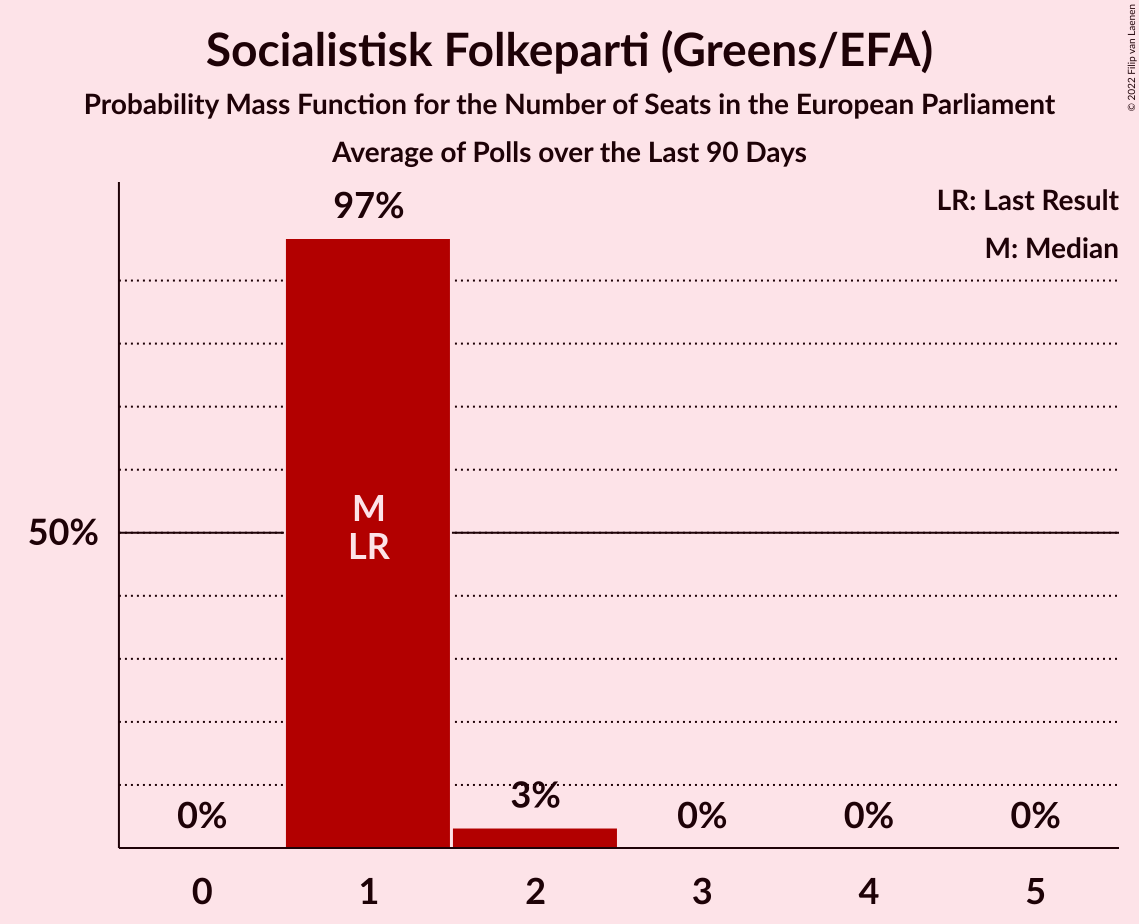 Socialistisk Folkeparti (Greens/EFA)
Probability Mass Function for the Number of Seats in the European Parliament
Average of Polls over the Last 90 Days
© 2022 Filip van Laenen
LR: Last Result
M: Median
97%
M
LR
50%
0%
3%
0%
0%
0%
0
1
2
3
4
5